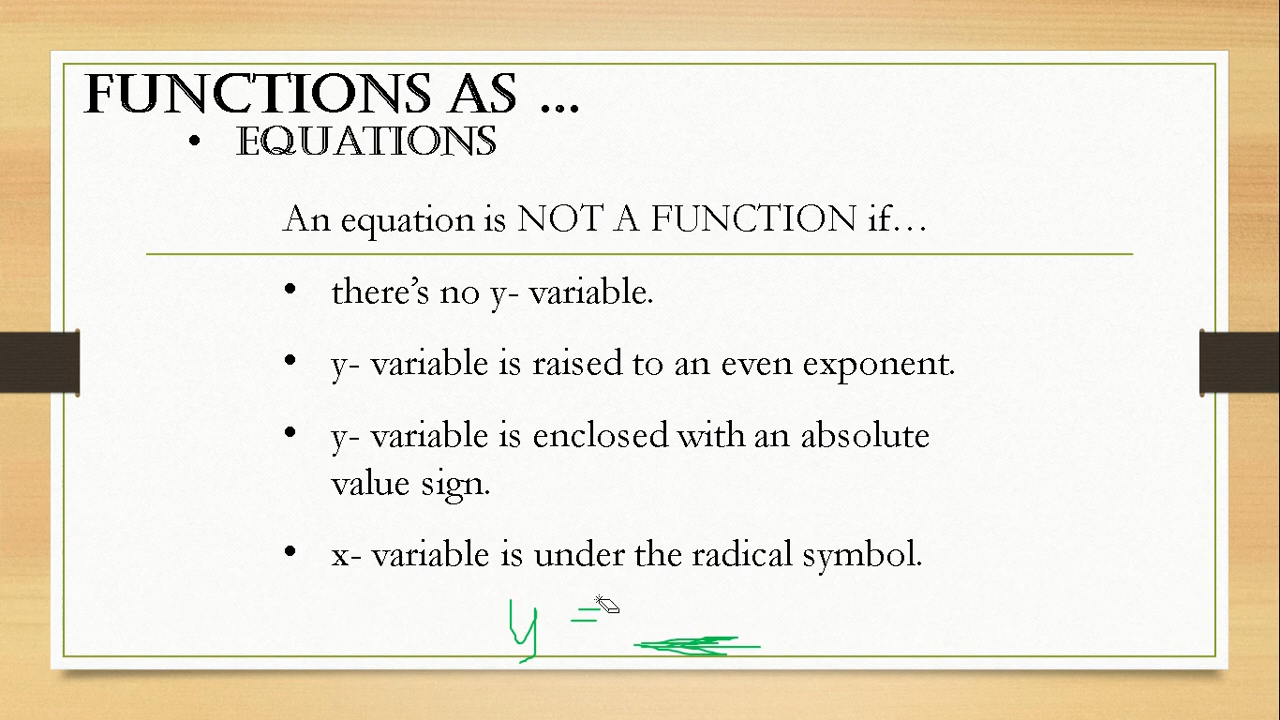 FUNCTIONS AS ...
• EQUATIONS
An equation is NOT A FUNCTION if…
• there's no y- variable.
• y- variable is raised to an even exponent.
• y- variable is enclosed with an absolute
value sign.
• x- variable is under the radical symbol.
y =